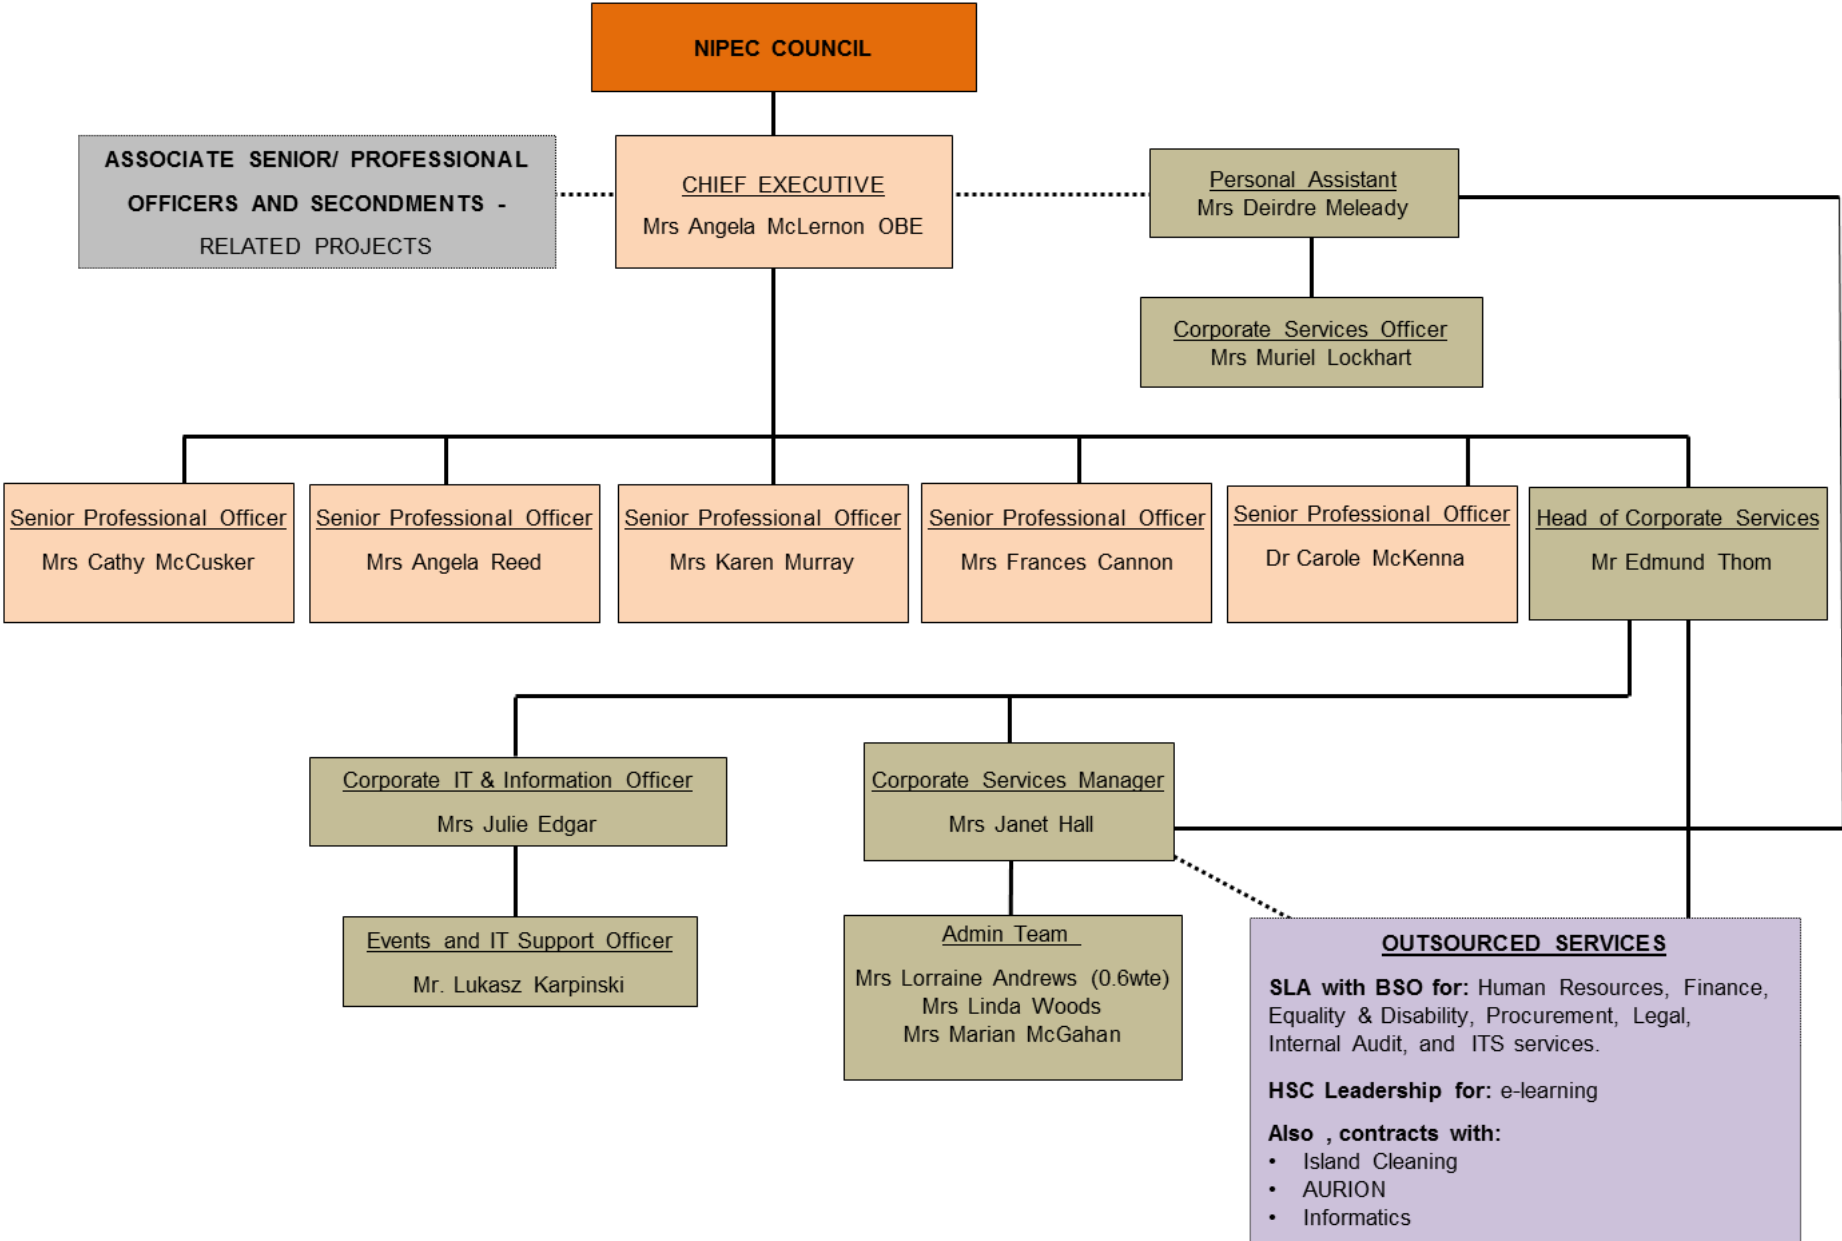 NIPEC COUNCIL
ASSOCIATE SENIOR/ PROFESSIONAL
OFFICERS AND SECONDMENTS -
RELATED PROJECTS
CHIEF EXECUTIVE
Mrs Angela McLernon OBE
Personal Assistant
Mrs Deirdre Meleady
Corporate Services Officer
Mrs Muriel Lockhart
Senior Professional Officer
Mrs Cathy McCusker
Senior Professional Officer
Mrs Angela Reed
Senior Professional Officer
Mrs Karen Murray
Senior Professional Officer
Mrs Frances Cannon
Senior Professional Officer
Dr Carole McKenna
Head of Corporate Services
Mr Edmund Thom
Corporate IT & Information Officer
Mrs Julie Edgar
Corporate Services Manager
Mrs Janet Hall
Events and IT Support Officer
Mr. Lukasz Karpinski
Admin Team
Mrs Lorraine Andrews (0.6wte)
Mrs Linda Woods
Mrs Marian McGahan
OUTSOURCED SERVICES
SLA with BSO for: Human Resources, Finance,
Equality & Disability, Procurement, Legal,
Internal Audit, and ITS services.
HSC Leadership for: e-learning
Also , contracts with:
• Island Cleaning
• AURION
• Informatics